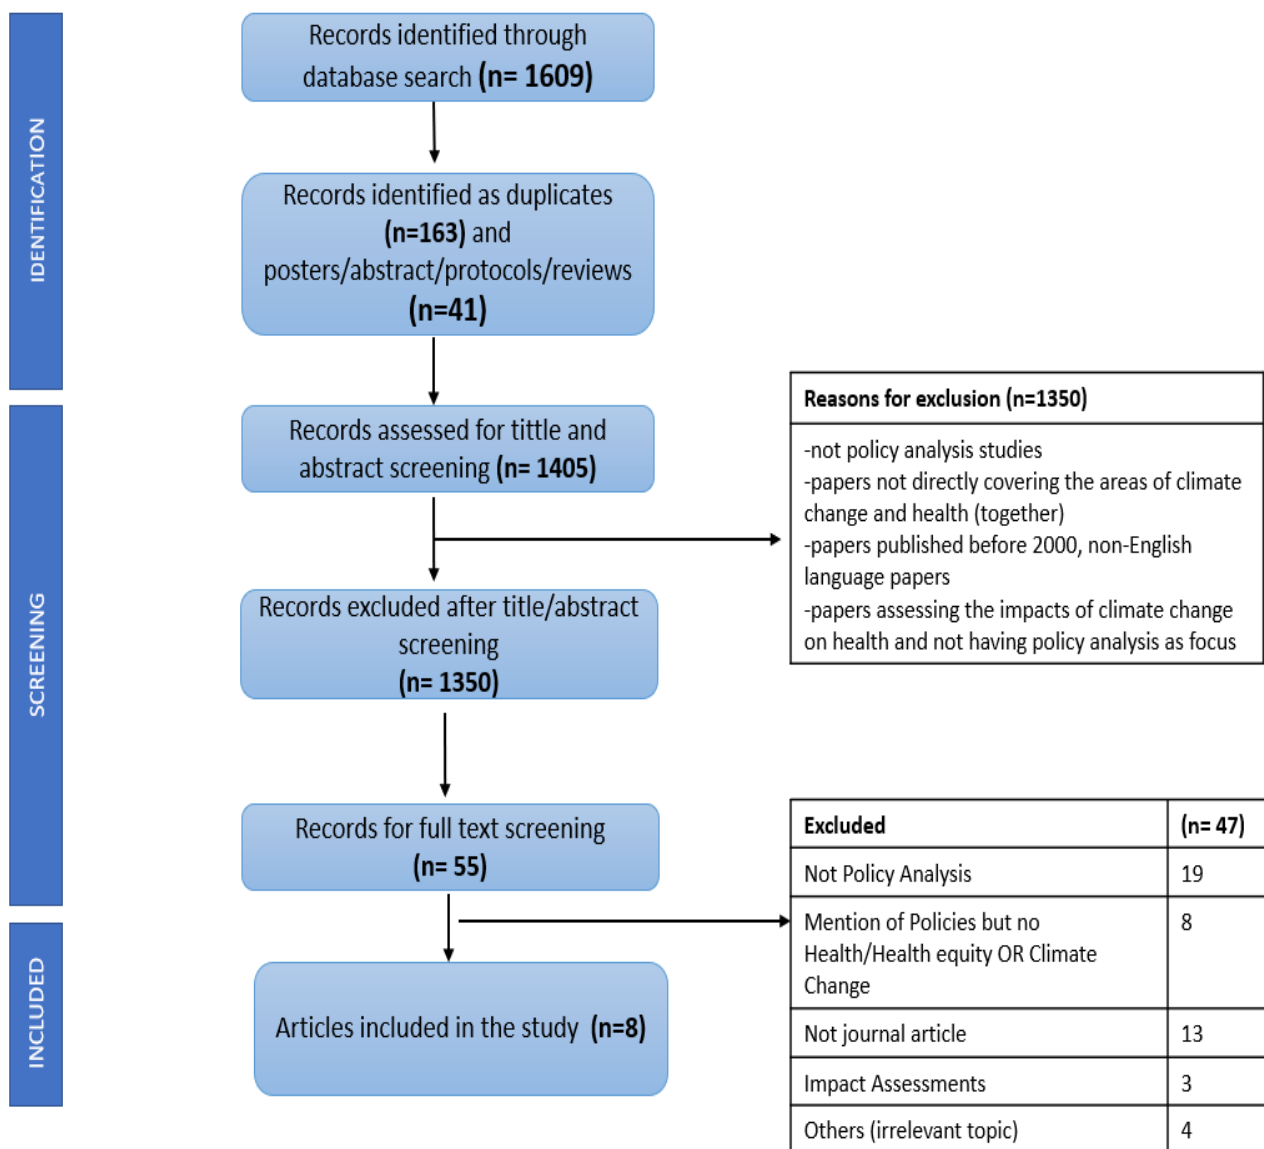 IDENTIFICATION
Records identified through
database search (n= 1609)
Records identified as duplicates
(n=163) and
posters/abstract/protocols/reviews
(n=41)
SCREENING
Records assessed for tittle and
abstract screening (n= 1405)
Reasons for exclusion (n=1350)
-not policy analysis studies
-papers not directly covering the areas of climate
change and health (together)
-papers published before 2000, non-English
language papers
-papers assessing the impacts of climate change
on health and not having policy analysis as focus
Records excluded after title/abstract
screening
(n= 1350)
Records for full text screening
(n= 55)
Excluded (n= 47)
Not Policy Analysis 19
Mention of Policies but no 8
Health/Health equity OR Climate
Change
Not journal article 13
Impact Assessments 3
Others (irrelevant topic) 4
INCLUDED
Articles included in the study (n=8)